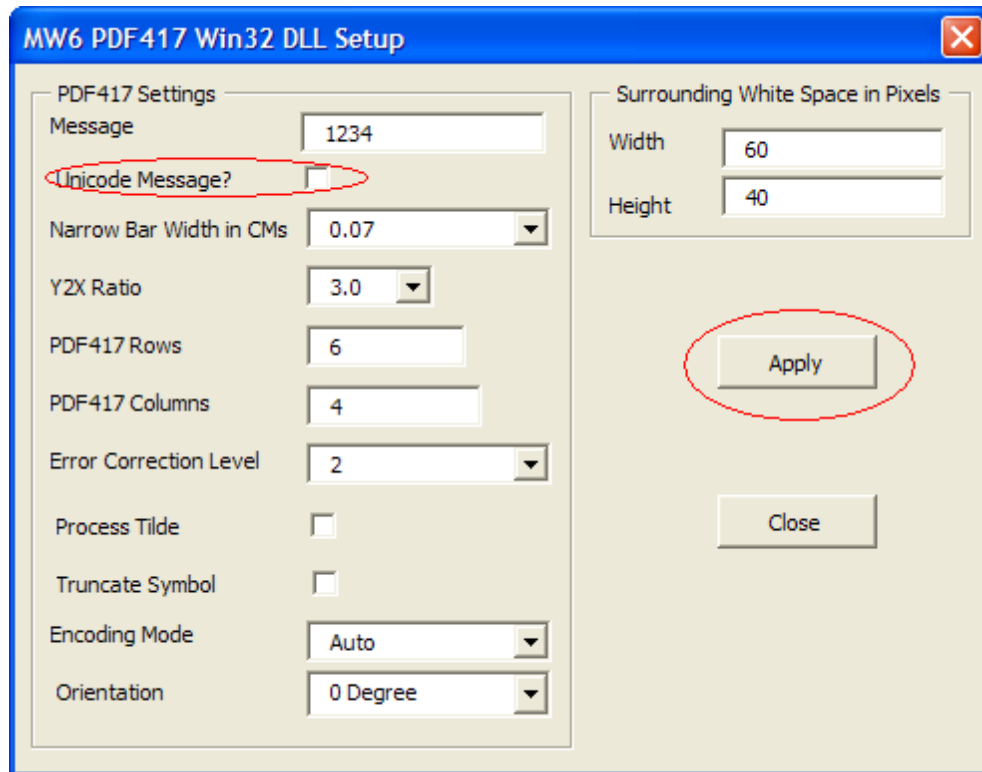 MW6 PDF417 Win32 DLL Setup
PDF417 Settings
Message 1234
Unicode Message?
Narrow Bar Width in CMs 0.07
Y2X Ratio 3.0
PDF417 Rows 6
PDF417 Columns 4
Error Correction Level 2
Process Tilde
Truncate Symbol
Encoding Mode Auto
Orientation 0 Degree
Surrounding White Space in Pixels
Width 60
Height 40
Apply
Close